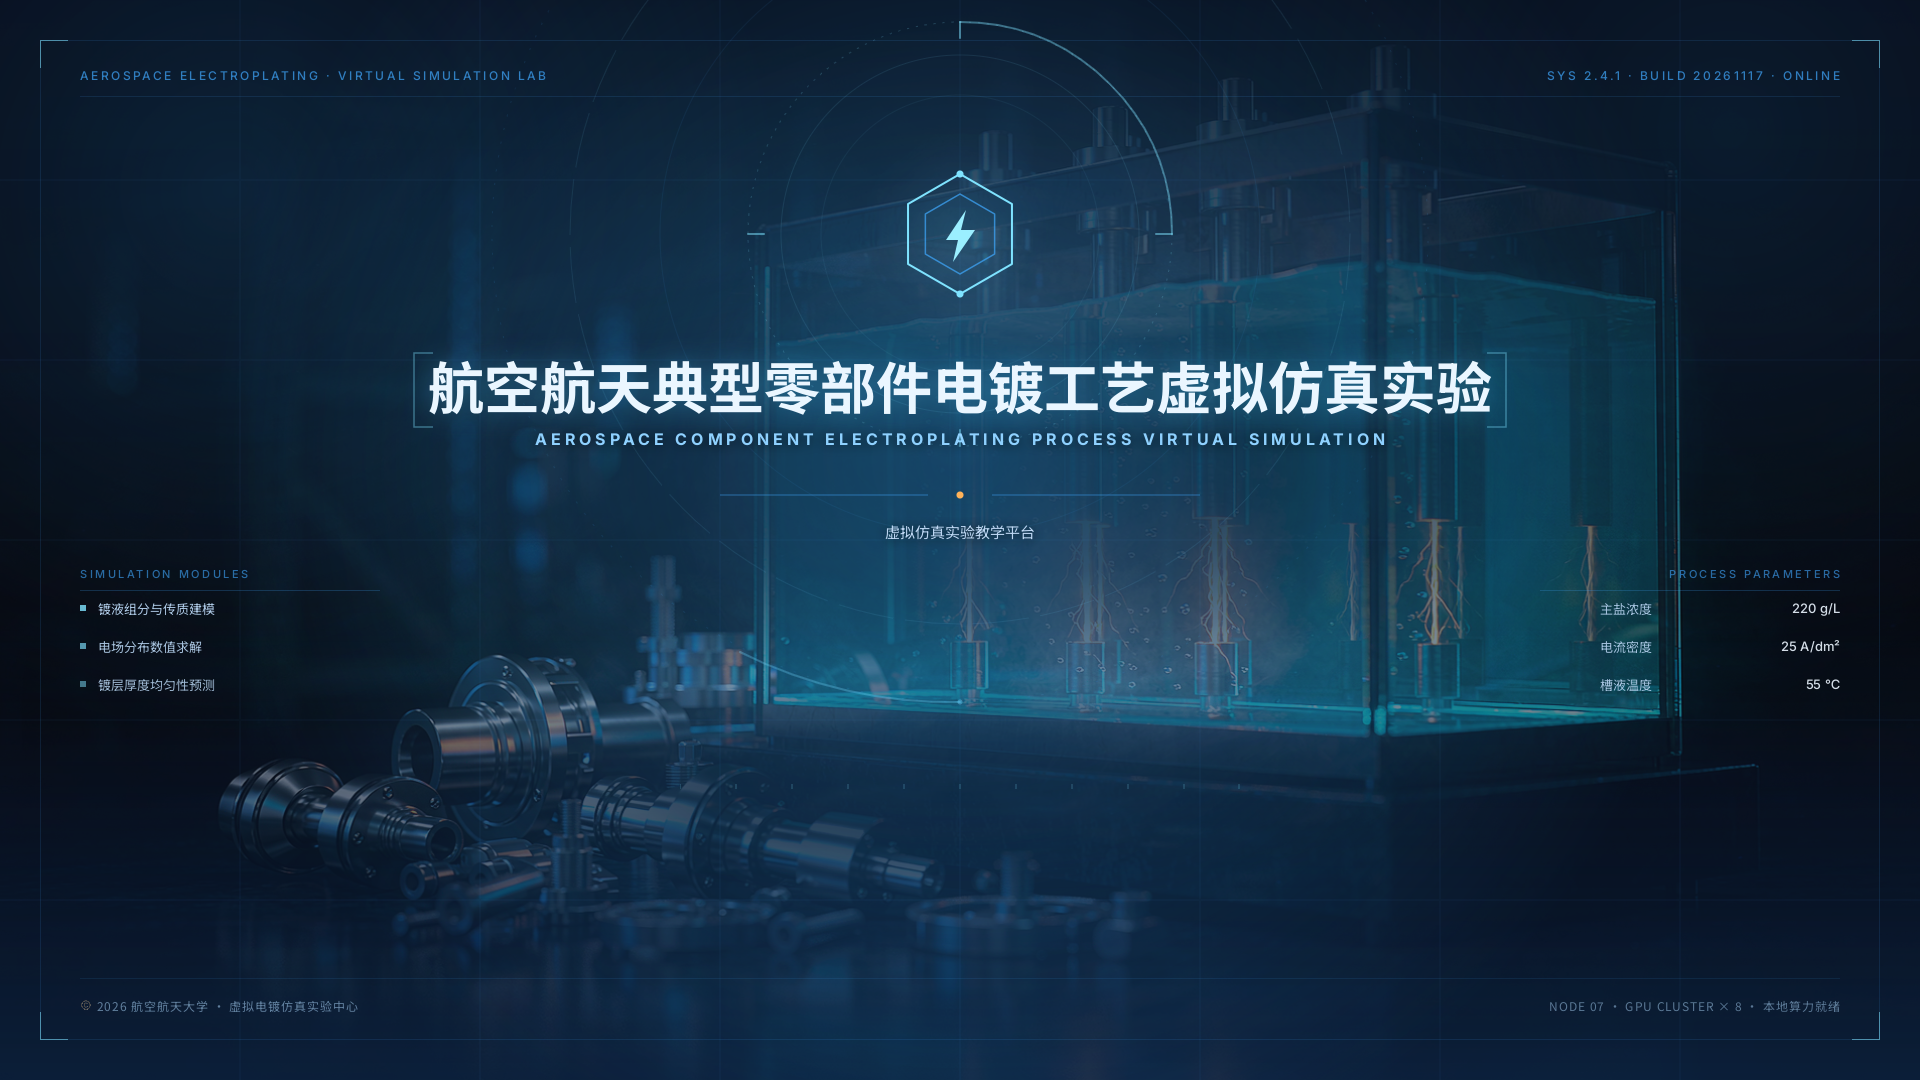 AEROSPACE ELECTROPLATING · VIRTUAL SIMULATION LAB
SYS 2.4.1 · BUILD 20261117 · ONLINE
航空航天典型零部件电镀工艺虚拟仿真实验
AEROSPACE COMPONENT ELECTROPLATING PROCESS VIRTUAL SIMULATION
虚拟仿真实验教学平台
SIMULATION MODULES
镀液组分与传质建模
电场分布数值求解
镀层厚度均匀性预测
PROCESS PARAMETERS
主盐浓度 220 g/L
电流密度 25 A/dm²
槽液温度 55 °C
© 2026 航空航天大学 · 虚拟电镀仿真实验中心
NODE 07 · GPU CLUSTER × 8 · 本地算力就绪